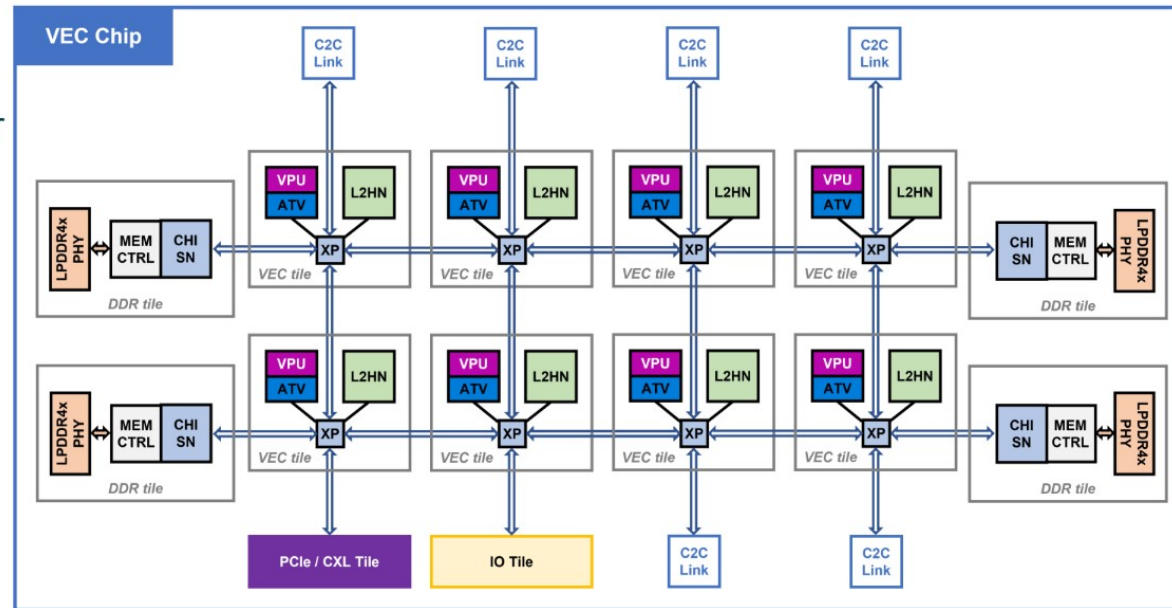 VEC Chip
C2C
Link
C2C
Link
C2C
Link
C2C
Link
VPU
ATV
L2HN
XP
VEC tile
VPU
ATV
L2HN
XP
VEC tile
VPU
ATV
L2HN
XP
VEC tile
VPU
ATV
L2HN
XP
VEC tile
LPDDR4x
PHY
MEM
CTRL
CHI
SN
DDR tile
CHI
SN
MEM
CTRL
LPDDR4x
PHY
DDR tile
VPU
ATV
L2HN
XP
VEC tile
VPU
ATV
L2HN
XP
VEC tile
VPU
ATV
L2HN
XP
VEC tile
VPU
ATV
L2HN
XP
VEC tile
LPDDR4x
PHY
MEM
CTRL
CHI
SN
DDR tile
CHI
SN
MEM
CTRL
LPDDR4x
PHY
DDR tile
PCIe / CXL Tile
IO Tile
C2C
Link
C2C
Link